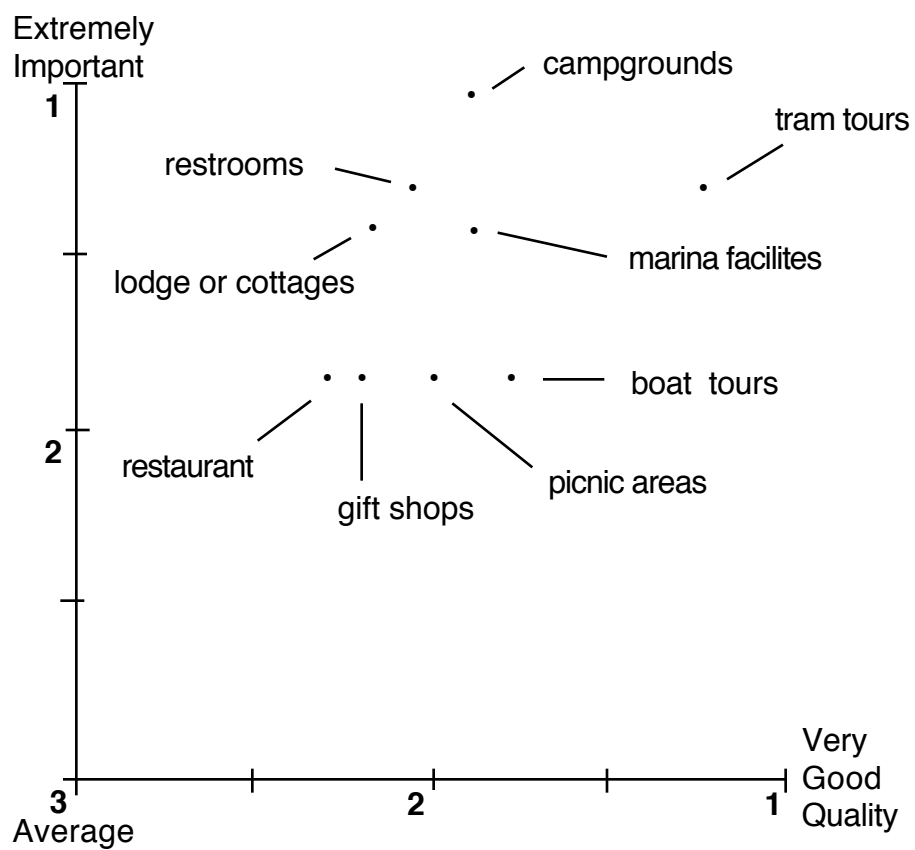 Extremely
Important
1
campgrounds
tram tours
restrooms
marina facilites
lodge or cottages
boat tours
2
restaurant
picnic areas
gift shops
Very
Good
Quality
3
2
1
Average